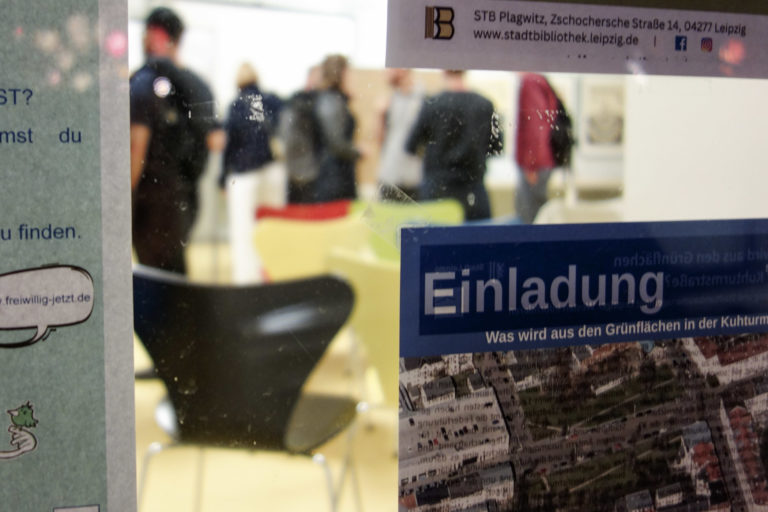 ST?
mst du
u finden.
.freiwillig-jetzt.de
STB Plagwitz, Zschochersche Straße 14, 04277 Leipzig
www.stadtbibliothek.leipzig.de |
Einladung
Was wird aus den Grünflächen in der Kuhturm